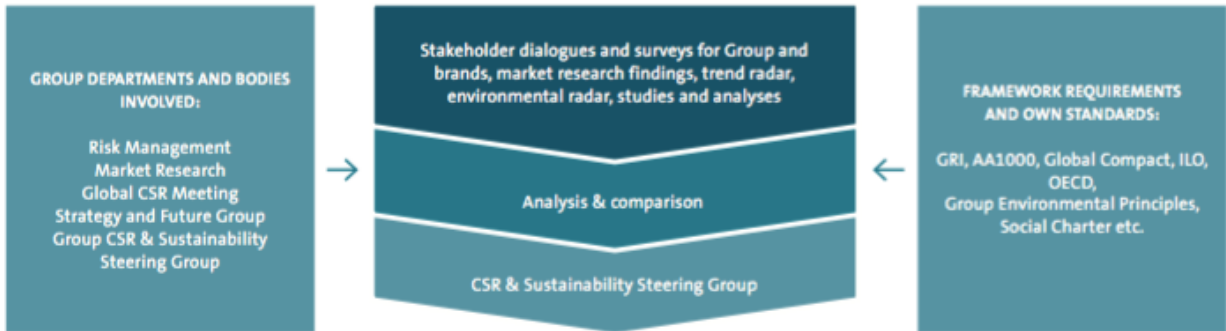 GROUP DEPARTMENTS AND BODIES
INVOLVED:
Risk Management
Market Research
Global CSR Meeting
Strategy and Future Group
Group CSR & Sustainability
Steering Group
Stakeholder dialogues and surveys for Group and
brands, market research findings, trend radar,
environmental radar, studies and analyses
Analysis & comparison
CSR & Sustainability Steering Group
FRAMEWORK REQUIREMENTS
AND OWN STANDARDS:
GRI, AA1000, Global Compact, ILO,
OECD,
Group Environmental Principles,
Social Charter etc.